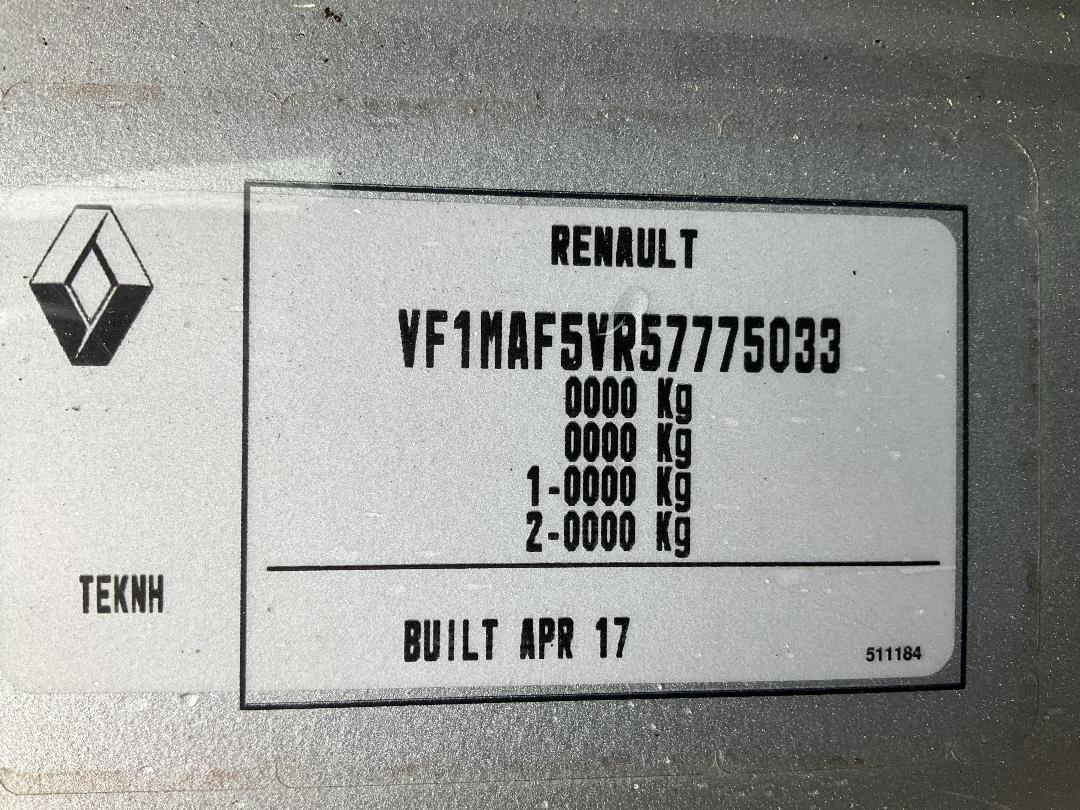 RENAULT
VF1MAF5VR57775033
0000 Kg
0000 Kg
1-0000 Kg
2-0000 Kg
TEKNH
BUILT APR 17
511184